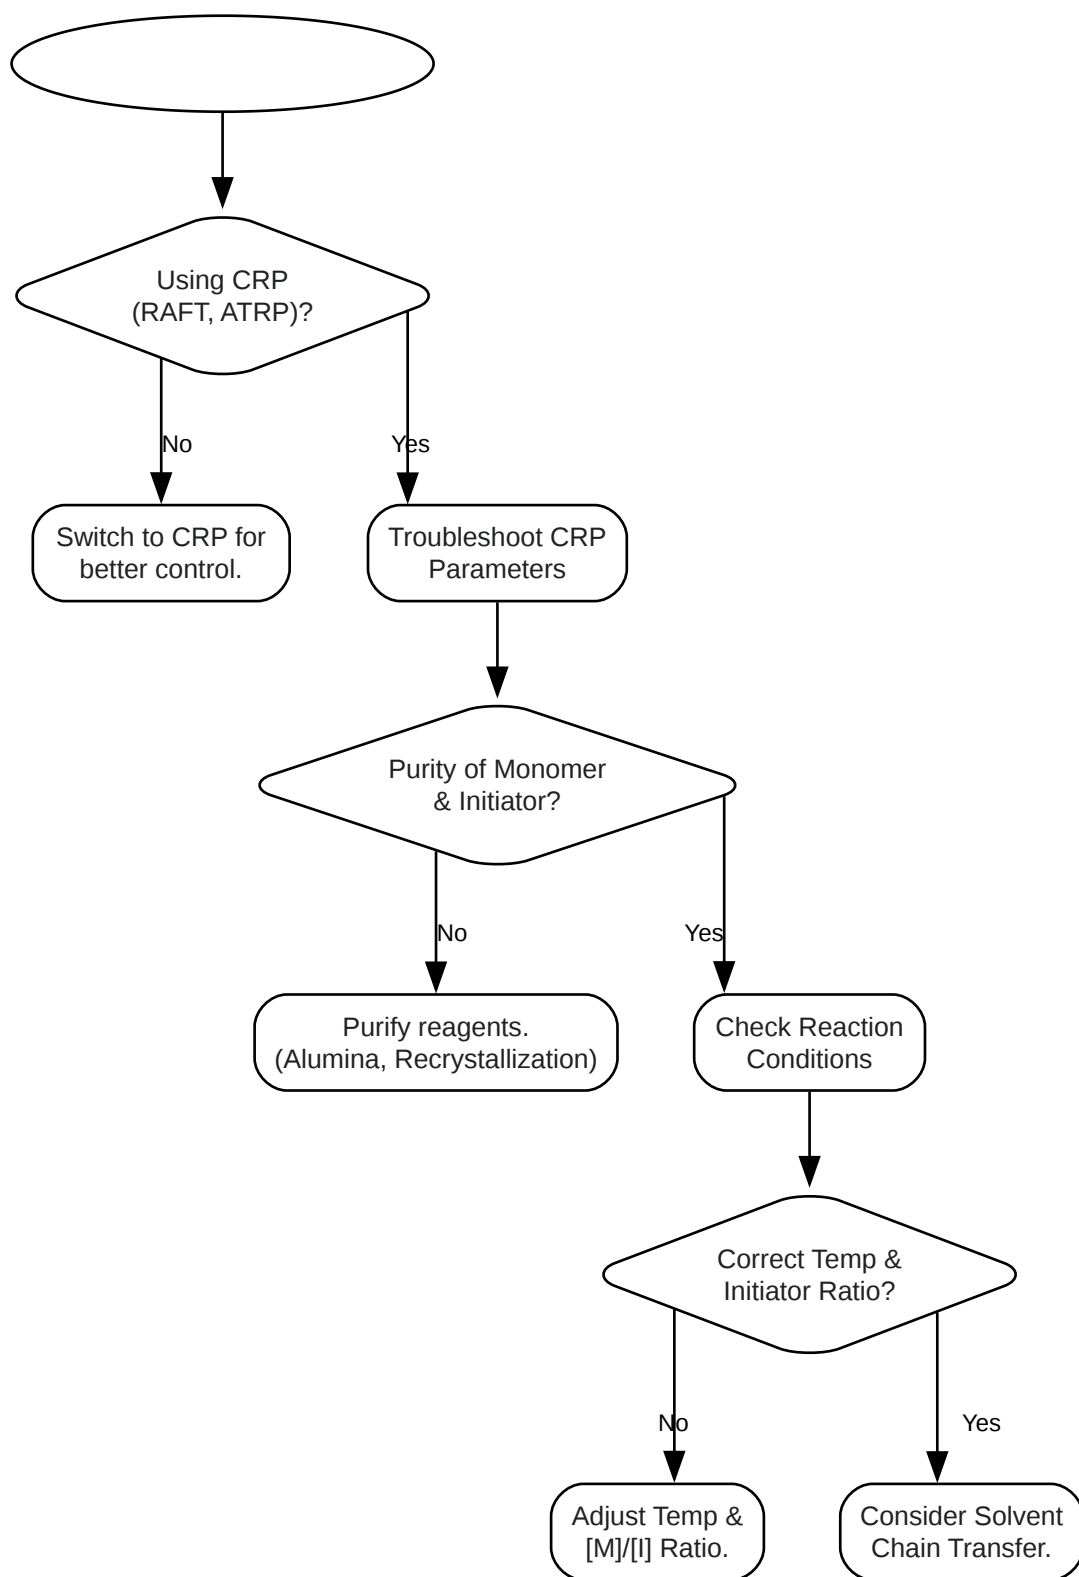 Using CRP
(RAFT, ATRP)?
No
Yes
Switch to CRP for
better control.
Troubleshoot CRP
Parameters
Purity of Monomer
& Initiator?
No
Yes
Purify reagents.
(Alumina, Recrystallization)
Check Reaction
Conditions
Correct Temp &
Initiator Ratio?
No
Yes
Adjust Temp &
[M]/[I] Ratio.
Consider Solvent
Chain Transfer.